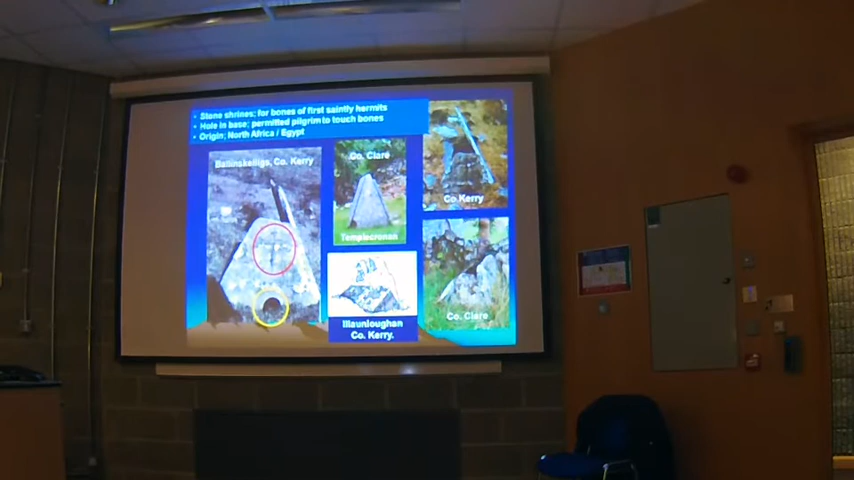 • Stone shrines; for bones of first saintly hermits
• Hole in base; permitted pilgrim to touch bones
• Origin; North Africa / Egypt
Ballinskelligs, Co. Kerry
Co. Clare
Templecronan
Co. Kerry
Illaunloughan
Co. Kerry.
Co. Clare